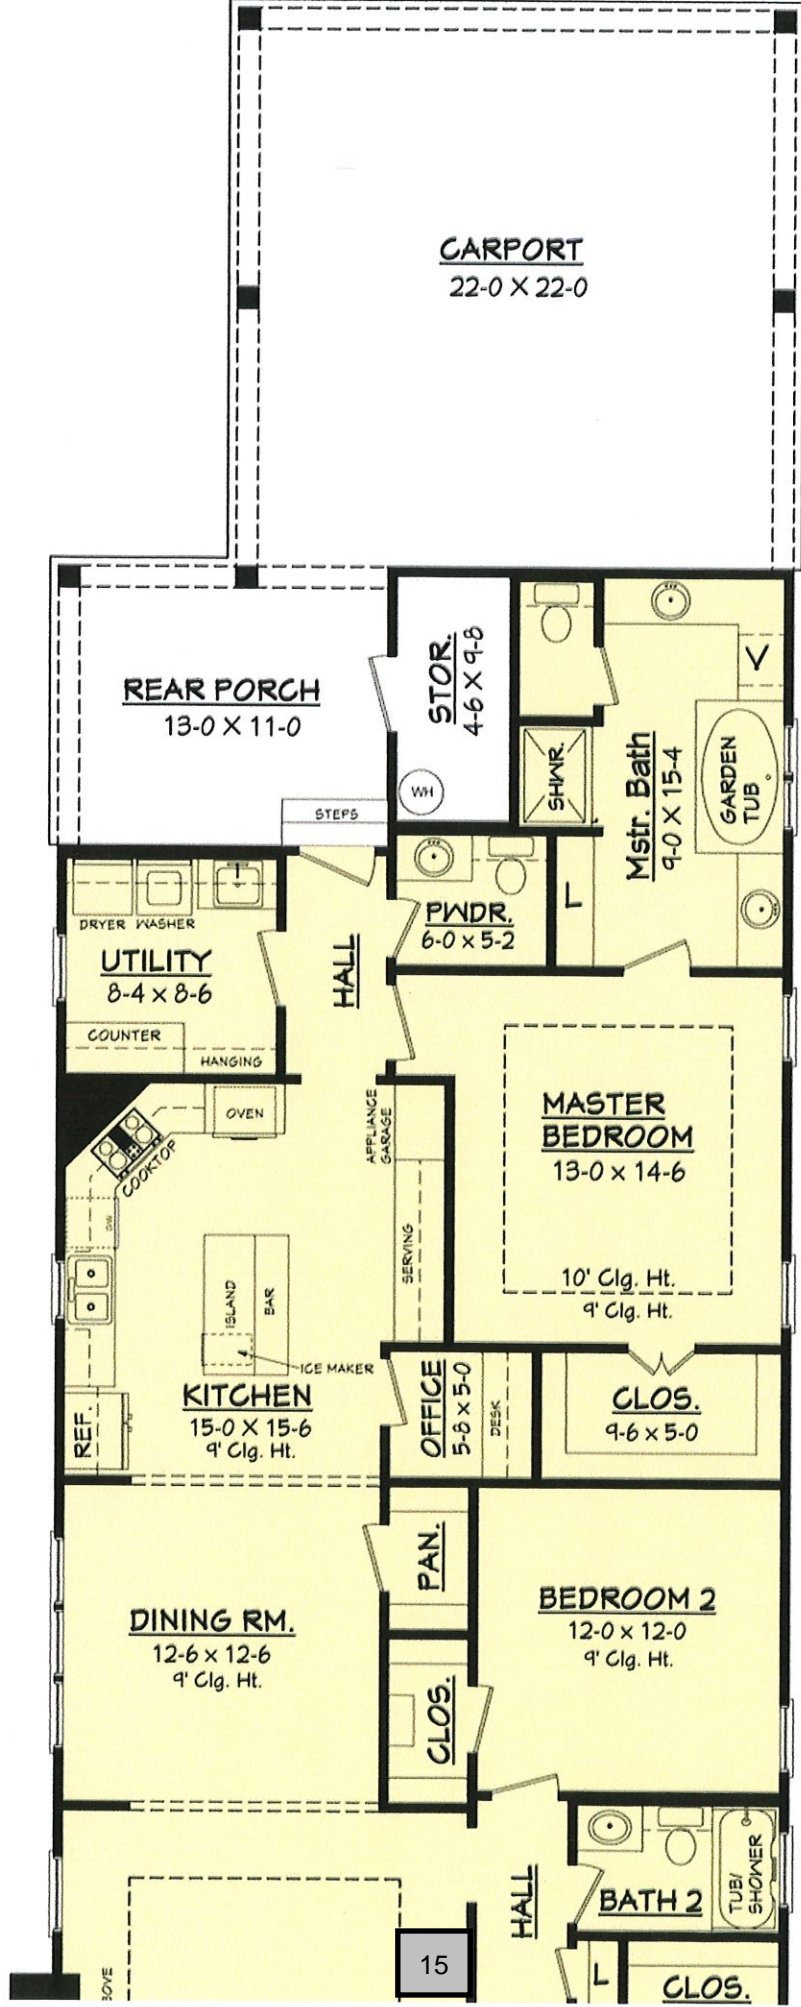 CARPORT
22-0 X 22-0
REAR PORCH
13-0 X 11-0
STOR.
4-6 X 9-8
WH
STEPS
SHWR.
Mstr. Bath
9-0 X 15-4
V
GARDEN
TUB
L
DRYER WASHER
UTILITY
8-4 x 8-6
COUNTER
HANGING
HALL
PWDR.
6-0 x 5-2
OVEN
COOKTOP
APPLIANCE
GARAGE
MASTER
BEDROOM
13-0 x 14-6
10' Clg. Ht.
9' Clg. Ht.
SERVING
ISLAND
BAR
ICE MAKER
KITCHEN
15-0 X 15-6
9' Clg. Ht.
REF.
OFFICE
5-8 x 5-0
DESK
CLOS.
9-6 x 5-0
PAN.
DINING RM.
12-6 x 12-6
9' Clg. Ht.
BEDROOM 2
12-0 x 12-0
9' Clg. Ht.
CLOS.
HALL
BATH 2
TUB/
SHOWER
15
L
CLOS.